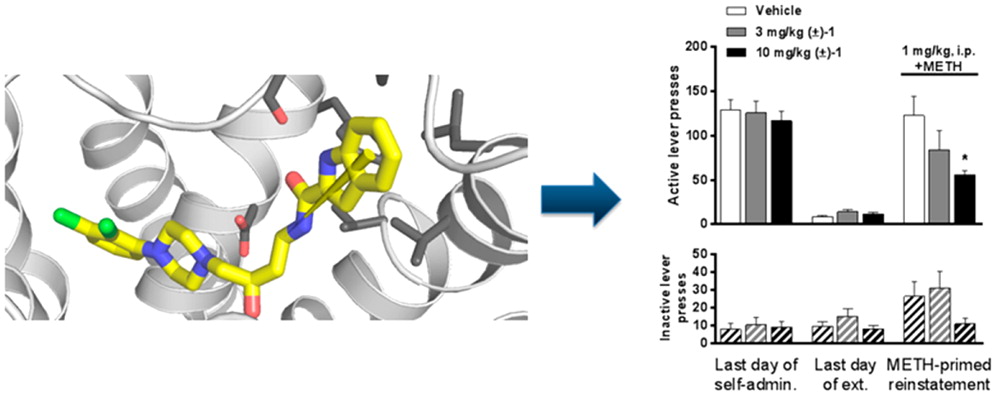 Vehicle
3 mg/kg (±)-1
10 mg/kg (±)-1
1 mg/kg, i.p.
+METH
Active lever presses
200
150
100
50
0
*
Inactive lever
presses
50
40
30
20
10
0
Last day of
self-admin.
Last day
of ext.
METH-primed
reinstatement